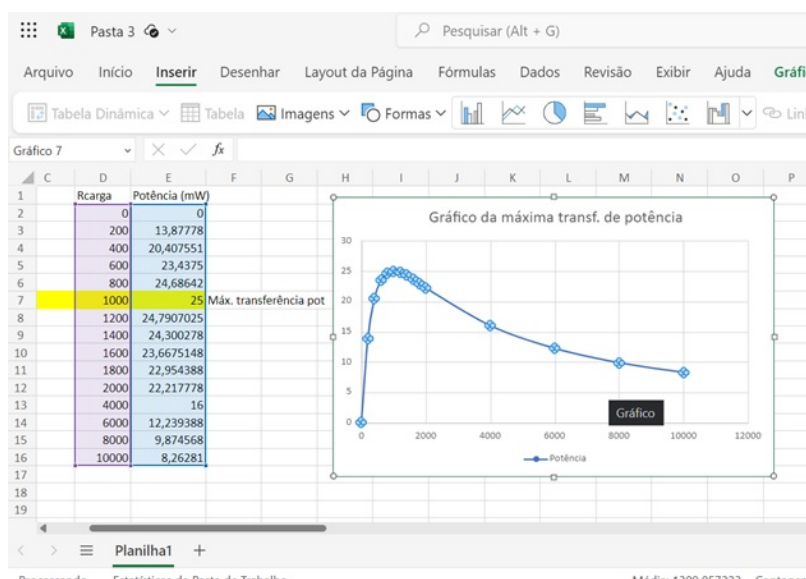 Pasta 3
Pesquisar (Alt + G)
Arquivo Início Inserir Desenhar Layout da Página Fórmulas Dados Revisão Exibir Ajuda Gráfi
Tabela Dinâmica Tabela Imagens Formas Lin
Gráfico 7 fx
C D E F G H I J K L M N O P
1 Rcarga Potência (mW)
2 0 0
3 200 13,87778
4 400 20,407551
5 600 23,4375
6 800 24,68642
7 1000 25 Máx. transferência pot
8 1200 24,7907025
9 1400 24,300278
10 1600 23,6675148
11 1800 22,954388
12 2000 22,217778
13 4000 16
14 6000 12,239388
15 8000 9,874568
16 10000 8,26281
17
18
19
Gráfico da máxima transf. de potência
30
25
20
15
10
5
0
0 2000 4000 6000 8000 10000 12000
Gráfico
Potência
Planilha1 +